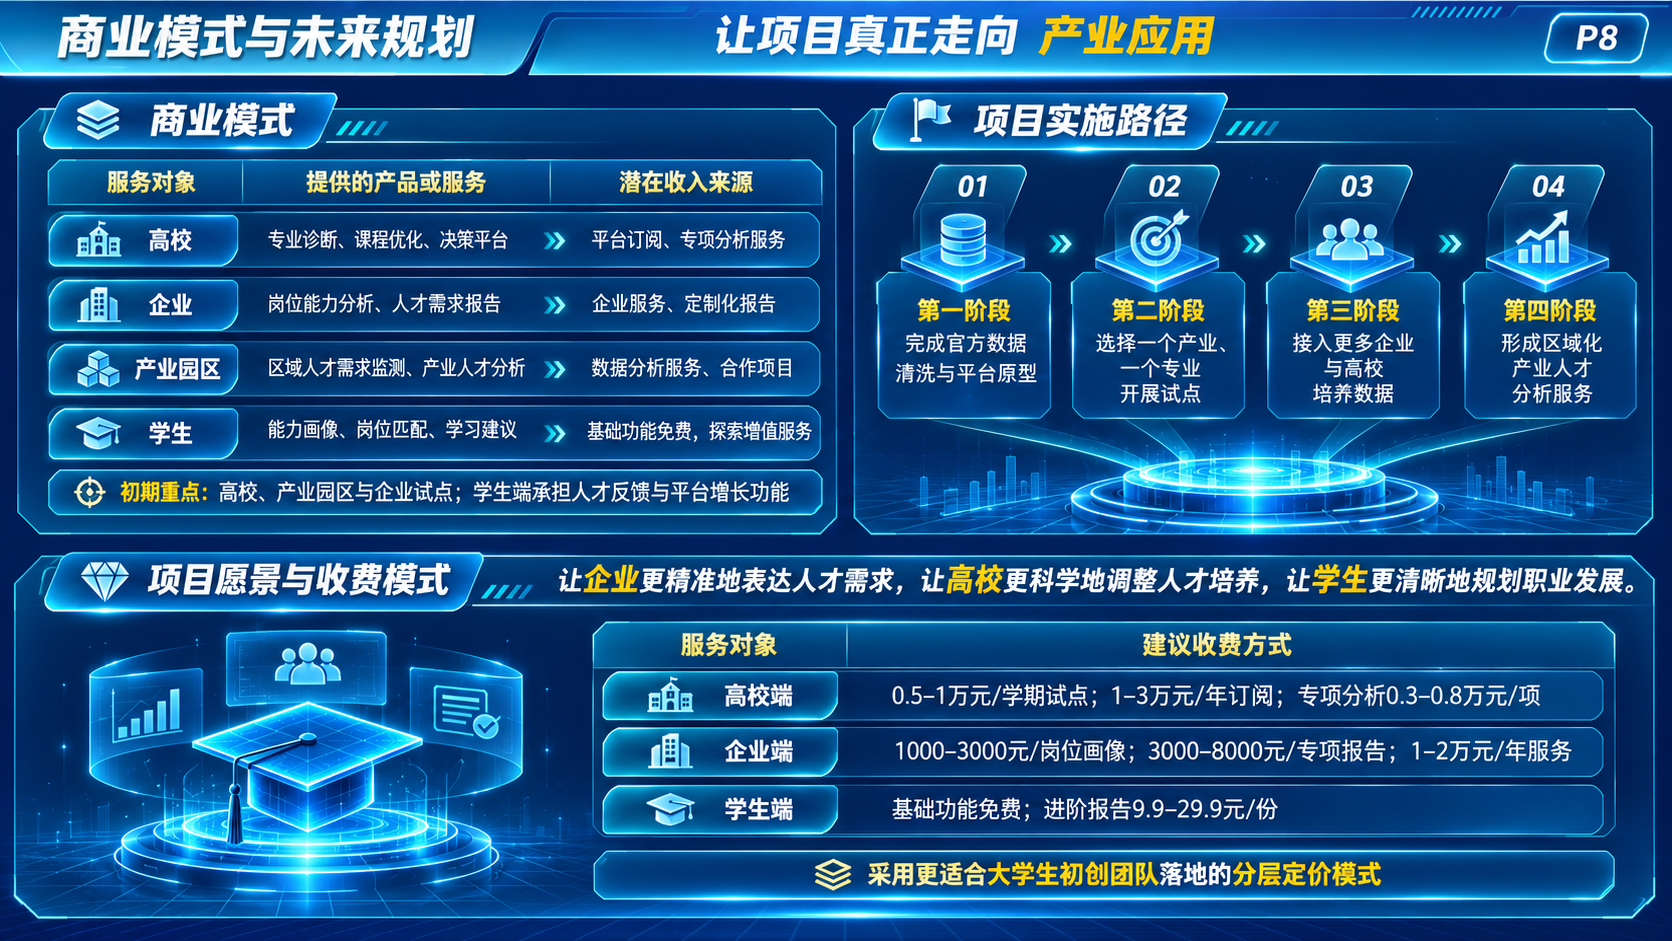 商业模式与未来规划
让项目真正走向 产业应用
P8
商业模式
服务对象 提供的产品或服务 潜在收入来源
高校 专业诊断、课程优化、决策平台 平台订阅、专项分析服务
企业 岗位能力分析、人才需求报告 企业服务、定制化报告
产业园区 区域人才需求监测、产业人才分析 数据分析服务、合作项目
学生 能力画像、岗位匹配、学习建议 基础功能免费，探索增值服务
初期重点：高校、产业园区与企业试点；学生端承担人才反馈与平台增长功能
项目实施路径
01
第一阶段
完成官方数据
清洗与平台原型
02
第二阶段
选择一个产业、
一个专业
开展试点
03
第三阶段
接入更多企业
与高校
培养数据
04
第四阶段
形成区域化
产业人才
分析服务
项目愿景与收费模式
让企业更精准地表达人才需求，让高校更科学地调整人才培养，让学生更清晰地规划职业发展。
服务对象 建议收费方式
高校端 0.5–1万元/学期试点；1–3万元/年订阅；专项分析0.3–0.8万元/项
企业端 1000–3000元/岗位画像；3000–8000元/专项报告；1–2万元/年服务
学生端 基础功能免费；进阶报告9.9–29.9元/份
采用更适合大学生初创团队落地的分层定价模式